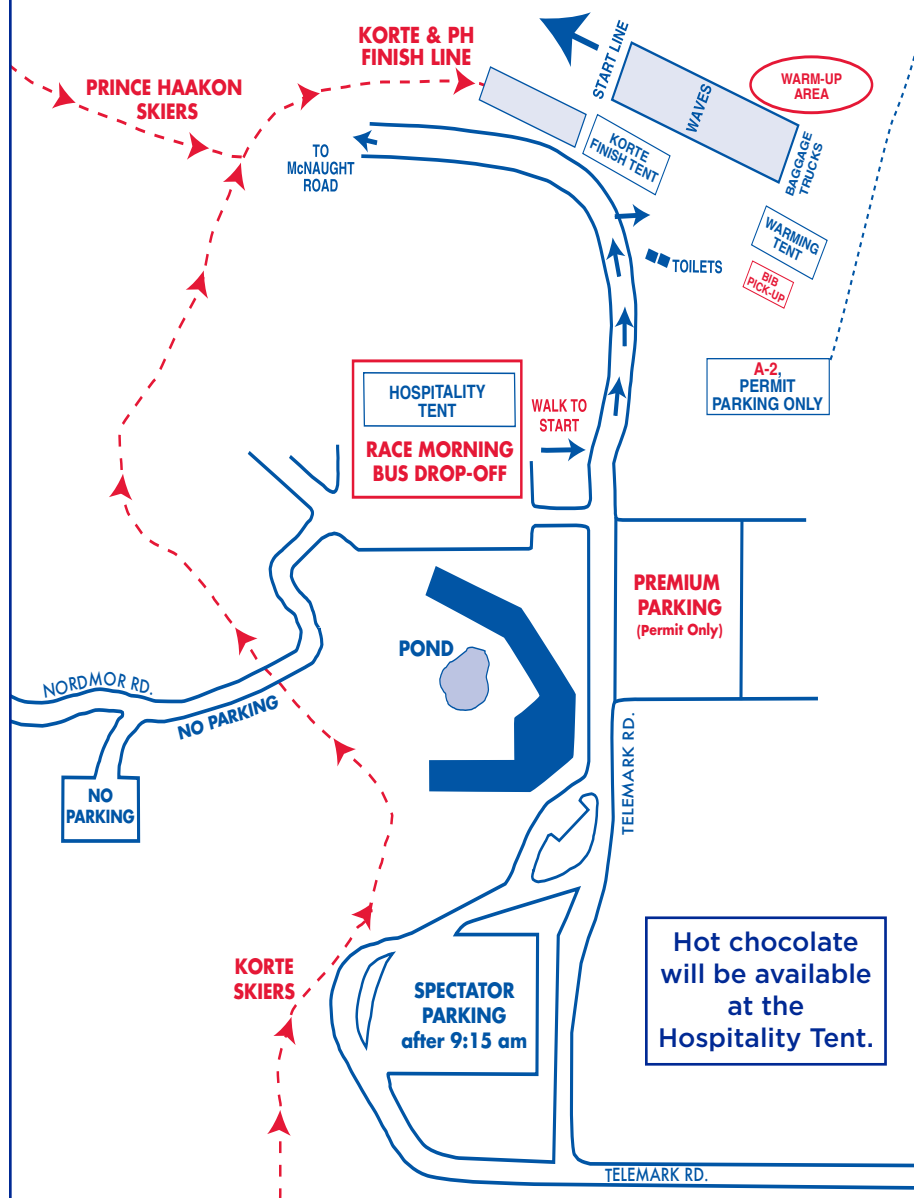 KORTE & PH
FINISH LINE
START LINE
WAVES
WARM-UP
AREA
PRINCE HAAKON
SKIERS
TO
McNAUGHT
ROAD
KORTE
FINISH TENT
BAGGAGE
TRUCKS
WARMING
TENT
TOILETS
BIB
PICK-UP
HOSPITALITY
TENT
RACE MORNING
BUS DROP-OFF
WALK TO
START
A-2,
PERMIT
PARKING ONLY
PREMIUM
PARKING
(Permit Only)
POND
NORDMOR RD.
NO PARKING
NO
PARKING
TELEMARK RD.
KORTE
SKIERS
SPECTATOR
PARKING
after 9:15 am
Hot chocolate
will be available
at the
Hospitality Tent.
TELEMARK RD.